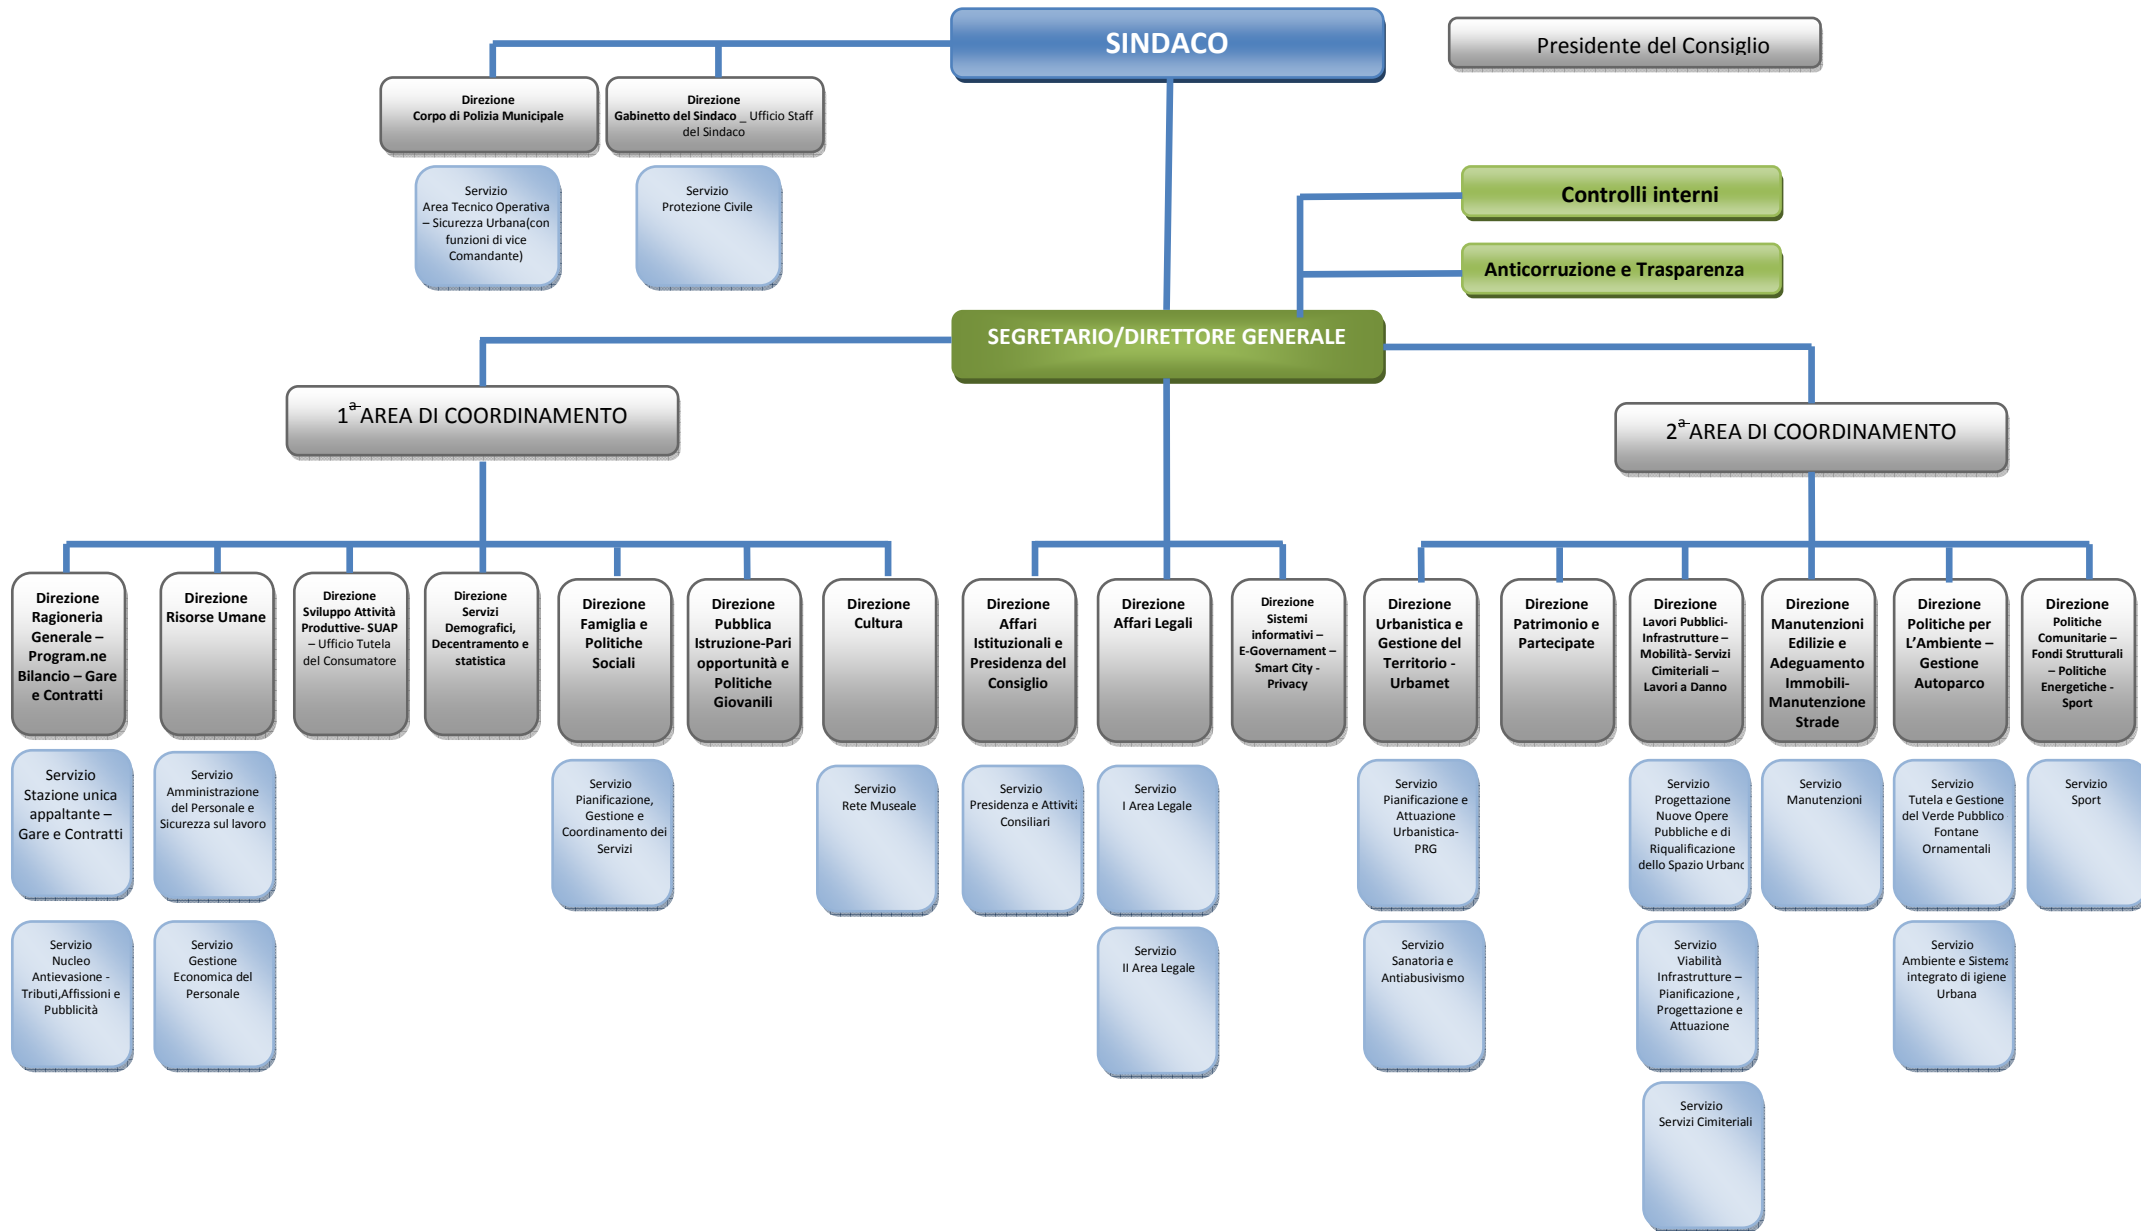 SINDACO
Presidente del Consiglio
Direzione
Corpo di Polizia Municipale
Direzione
Gabinetto del Sindaco _ Ufficio Staff
del Sindaco
Servizio
Area Tecnico Operativa
– Sicurezza Urbana(con
funzioni di vice
Comandante)
Servizio
Protezione Civile
Controlli interni
Anticorruzione e Trasparenza
SEGRETARIO/DIRETTORE GENERALE
1ª AREA DI COORDINAMENTO
2ª AREA DI COORDINAMENTO
Direzione
Ragioneria
Generale –
Program.ne
Bilancio – Gare
e Contratti
Direzione
Risorse Umane
Direzione
Sviluppo Attività
Produttive- SUAP
– Ufficio Tutela
del Consumatore
Direzione
Servizi
Demografici,
Decentramento e
statistica
Direzione
Famiglia e
Politiche
Sociali
Direzione
Pubblica
Istruzione-Pari
opportunità e
Politiche
Giovanili
Direzione
Cultura
Direzione
Affari
Istituzionali e
Presidenza del
Consiglio
Direzione
Affari Legali
Direzione
Sistemi
informativi –
E-Governament –
Smart City -
Privacy
Direzione
Urbanistica e
Gestione del
Territorio -
Urbamet
Direzione
Patrimonio e
Partecipate
Direzione
Lavori Pubblici-
Infrastrutture –
Mobilità- Servizi
Cimiteriali –
Lavori a Danno
Direzione
Manutenzioni
Edilizie e
Adeguamento
Immobili-
Manutenzione
Strade
Direzione
Politiche per
L'Ambiente –
Gestione
Autoparco
Direzione
Politiche
Comunitarie –
Fondi Strutturali
– Politiche
Energetiche -
Sport
Servizio
Stazione unica
appaltante –
Gare e Contratti
Servizio
Amministrazione
del Personale e
Sicurezza sul lavoro
Servizio
Pianificazione,
Gestione e
Coordinamento dei
Servizi
Servizio
Rete Museale
Servizio
Presidenza e Attività
Consiliari
Servizio
I Area Legale
Servizio
Pianificazione e
Attuazione
Urbanistica-
PRG
Servizio
Progettazione
Nuove Opere
Pubbliche e di
Riqualificazione
dello Spazio Urbano
Servizio
Manutenzioni
Servizio
Tutela e Gestione
del Verde Pubblico
Fontane
Ornamentali
Servizio
Sport
Servizio
Nucleo
Antievasione -
Tributi,Affissioni e
Pubblicità
Servizio
Gestione
Economica del
Personale
Servizio
II Area Legale
Servizio
Sanatoria e
Antiabusivismo
Servizio
Viabilità
Infrastrutture –
Pianificazione ,
Progettazione e
Attuazione
Servizio
Ambiente e Sistema
integrato di igiene
Urbana
Servizio
Servizi Cimiteriali